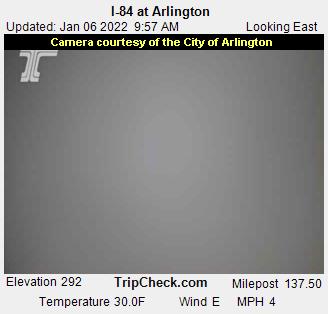 I-84 at Arlington
Updated: Jan 06 2022 9:57 AM Looking East
Camera courtesy of the City of Arlington
Elevation 292 TripCheck.com Milepost 137.50
Temperature 30.0F Wind E MPH 4